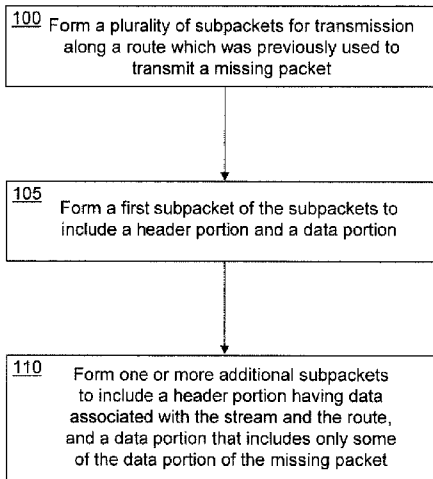 100 Form a plurality of subpackets for transmission
along a route which was previously used to
transmit a missing packet
105
Form a first subpacket of the subpackets to
include a header portion and a data portion
110
Form one or more additional subpackets
to include a header portion having data
associated with the stream and the route,
and a data portion that includes only some
of the data portion of the missing packet